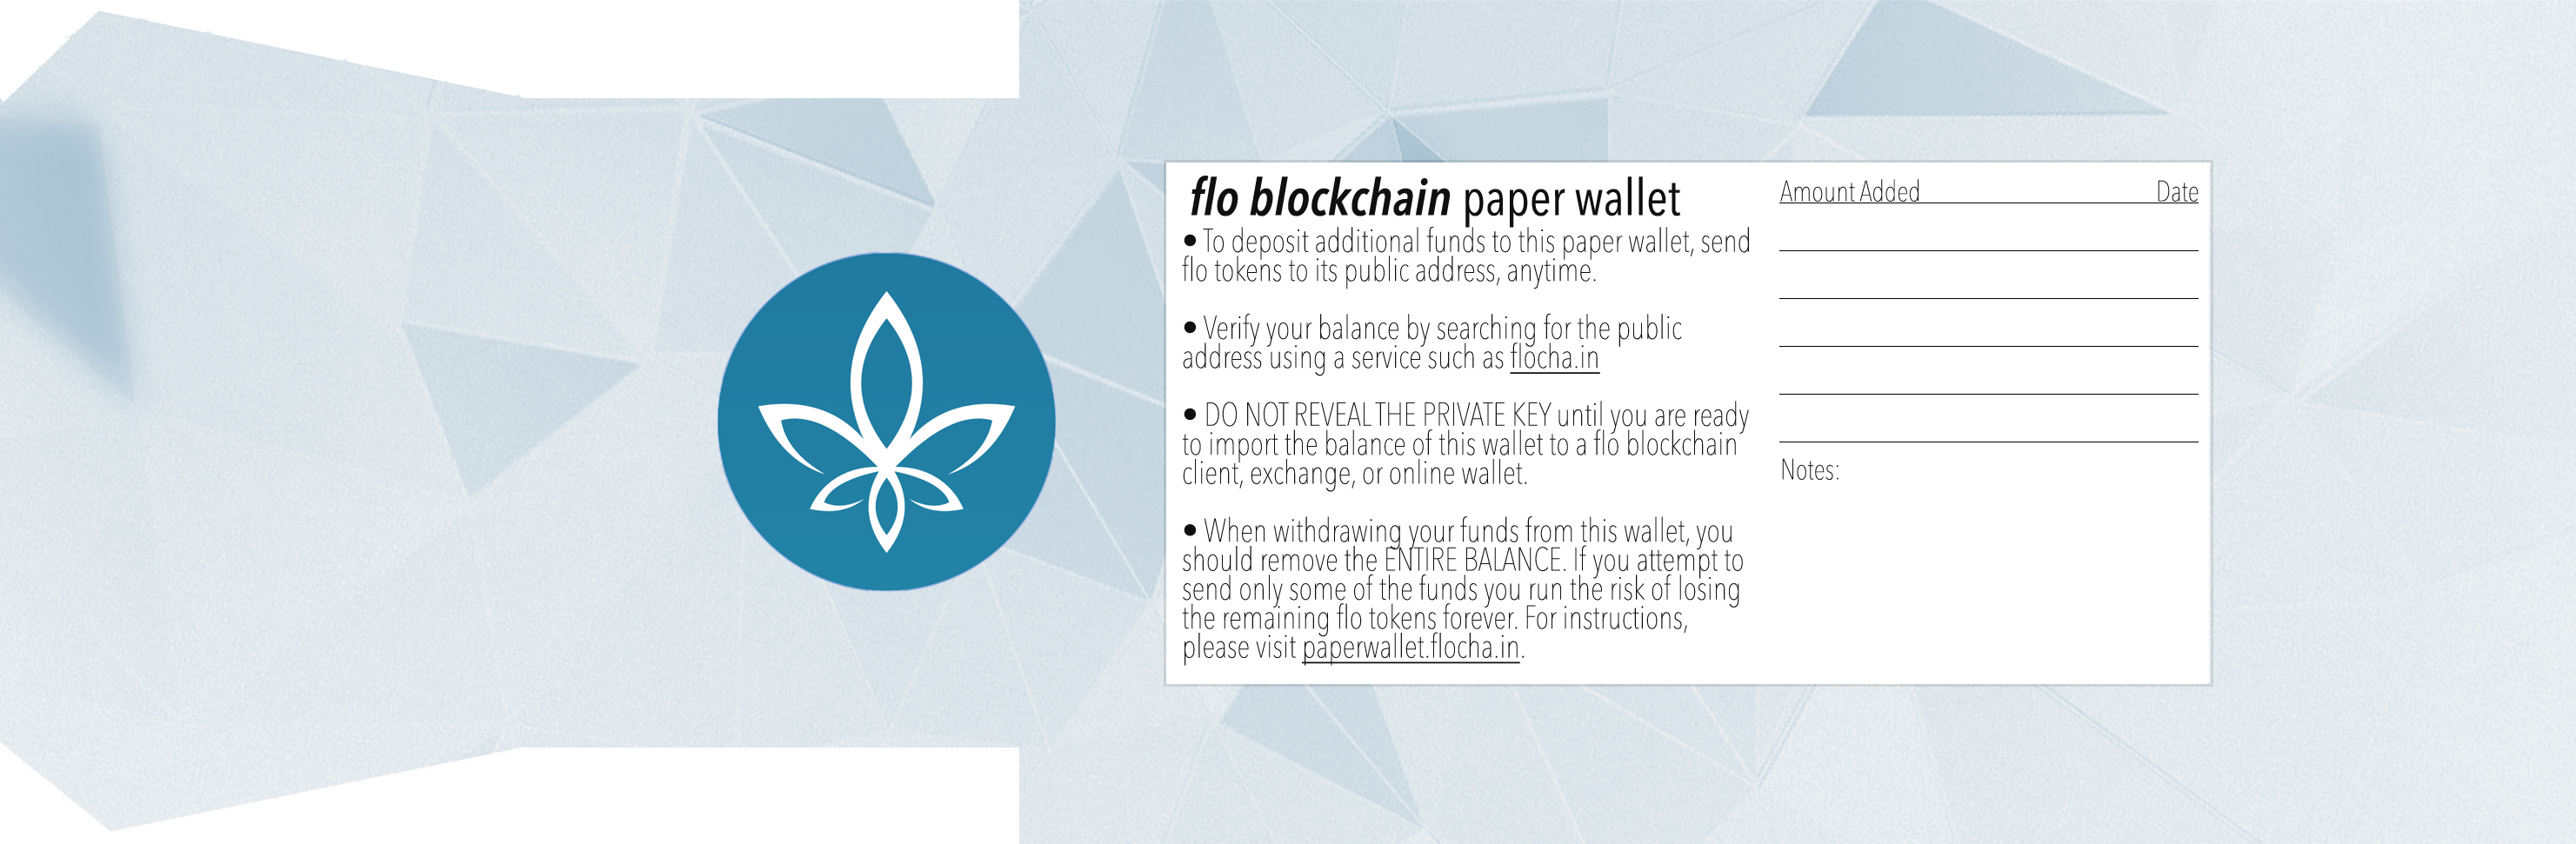 flo blockchain paper wallet
• To deposit additional funds to this paper wallet, send
flo tokens to its public address, anytime.
• Verify your balance by searching for the public
address using a service such as flocha.in
• DO NOT REVEAL THE PRIVATE KEY until you are ready
to import the balance of this wallet to a flo blockchain
client, exchange, or online wallet.
• When withdrawing your funds from this wallet, you
should remove the ENTIRE BALANCE. If you attempt to
send only some of the funds you run the risk of losing
the remaining flo tokens forever. For instructions,
please visit paperwallet.flocha.in.
Amount Added Date
Notes: